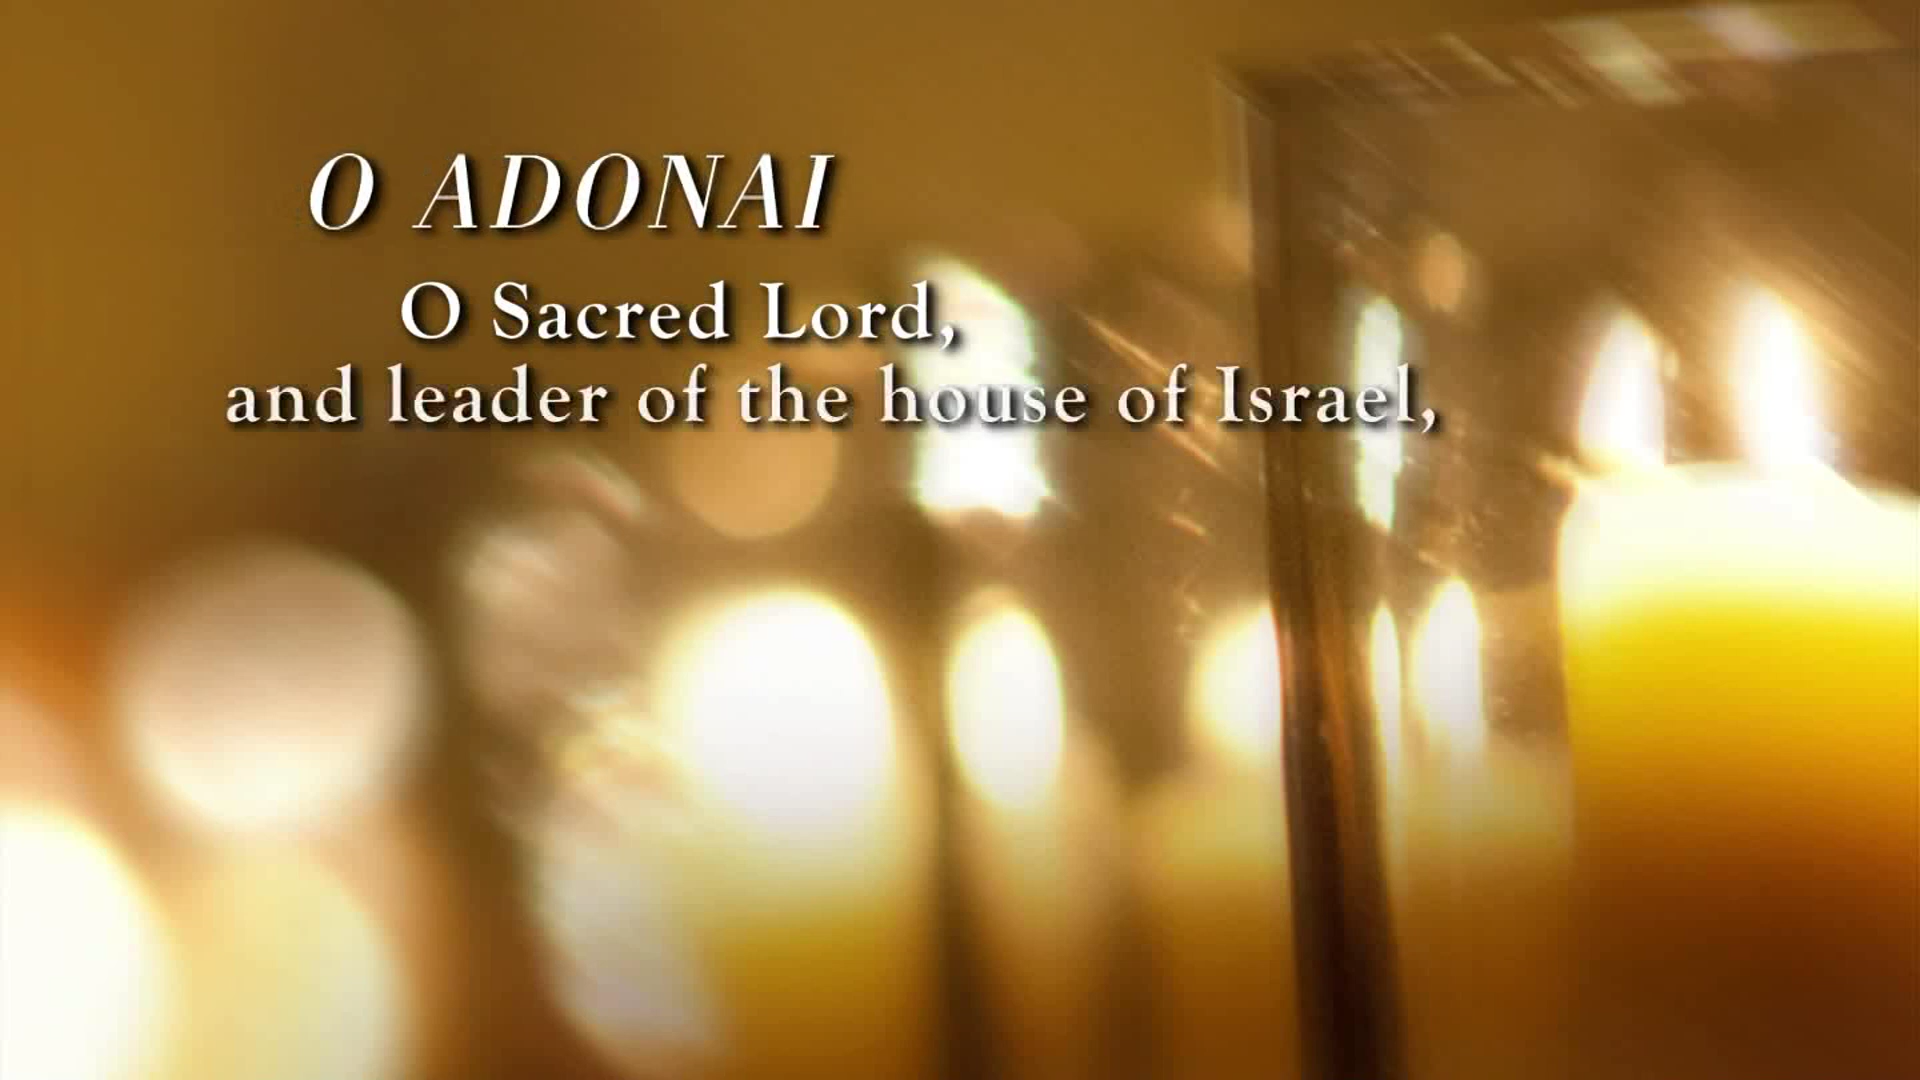 O ADONAI
O Sacred Lord,
and leader of the house of Israel,